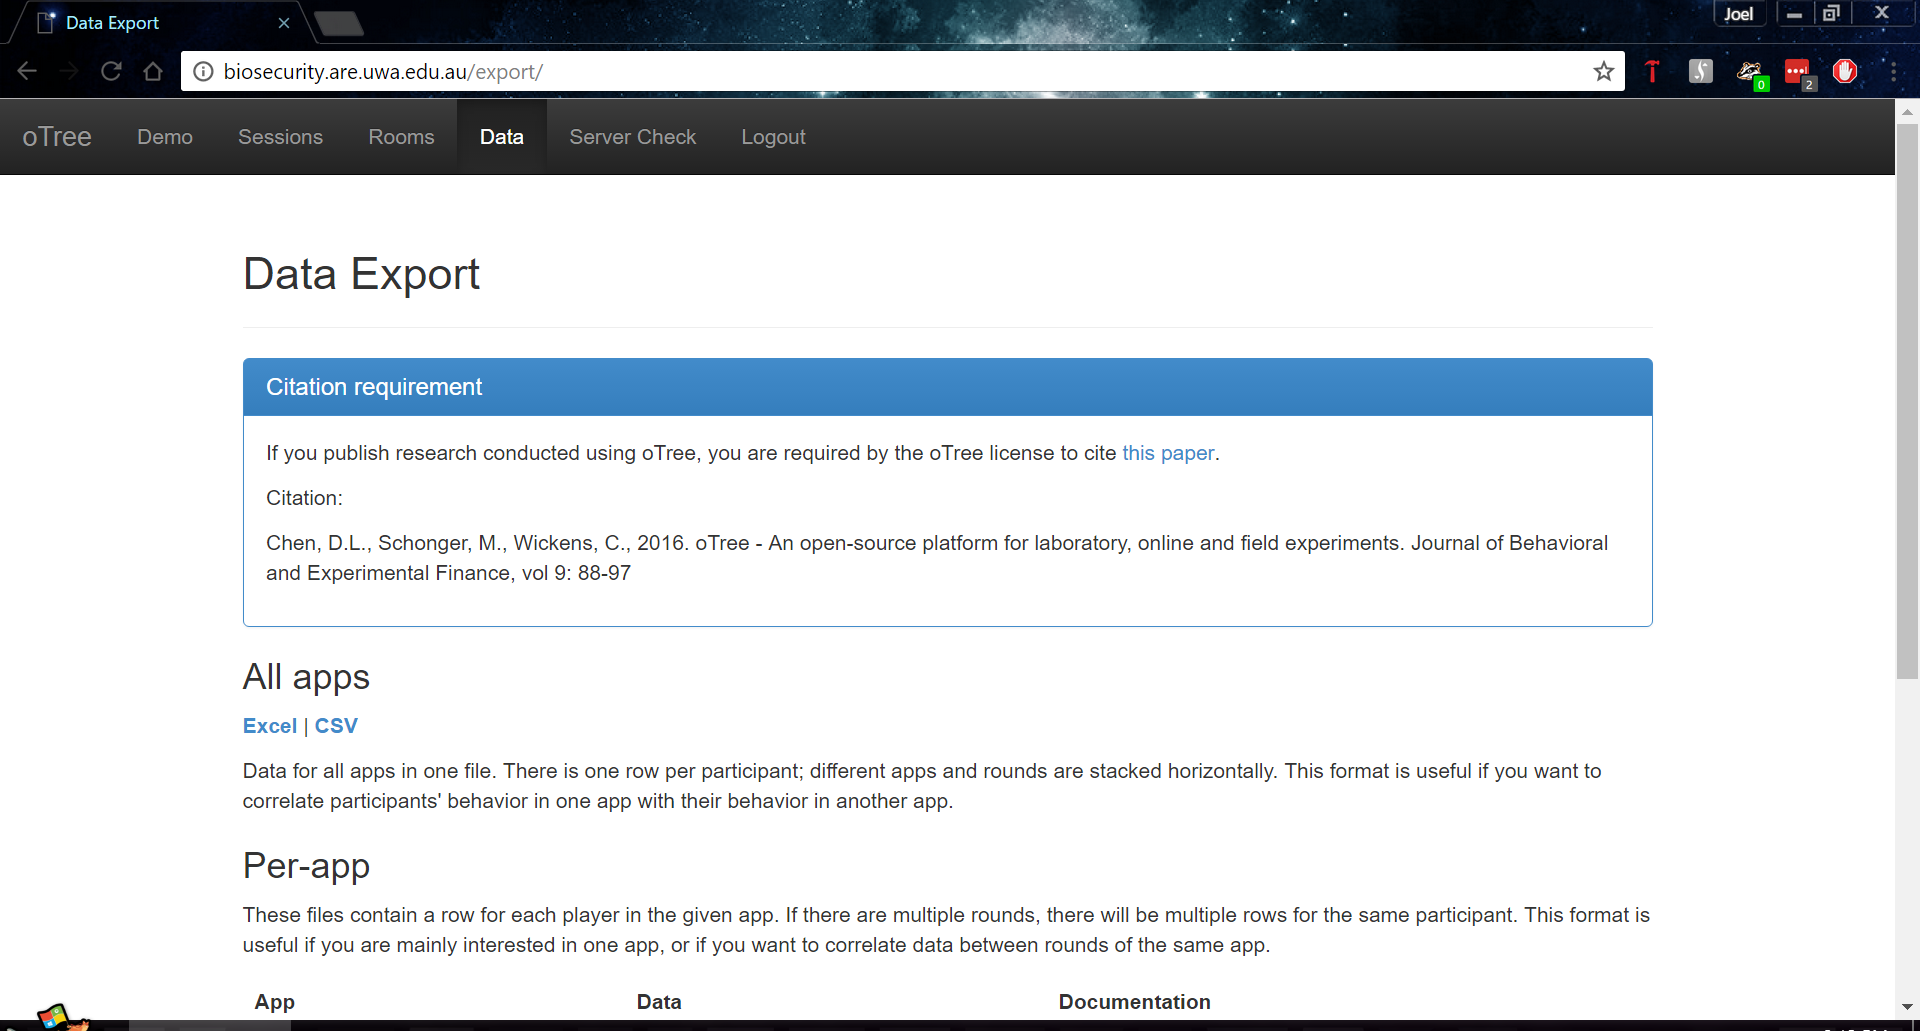 Data Export
Joel
biosecurity.are.uwa.edu.au/export/
0
2
oTree Demo Sessions Rooms Data Server Check Logout
Data Export
Citation requirement
If you publish research conducted using oTree, you are required by the oTree license to cite this paper.
Citation:
Chen, D.L., Schonger, M., Wickens, C., 2016. oTree - An open-source platform for laboratory, online and field experiments. Journal of Behavioral
and Experimental Finance, vol 9: 88-97
All apps
Excel | CSV
Data for all apps in one file. There is one row per participant; different apps and rounds are stacked horizontally. This format is useful if you want to
correlate participants' behavior in one app with their behavior in another app.
Per-app
These files contain a row for each player in the given app. If there are multiple rounds, there will be multiple rows for the same participant. This format is
useful if you are mainly interested in one app, or if you want to correlate data between rounds of the same app.
App Data Documentation